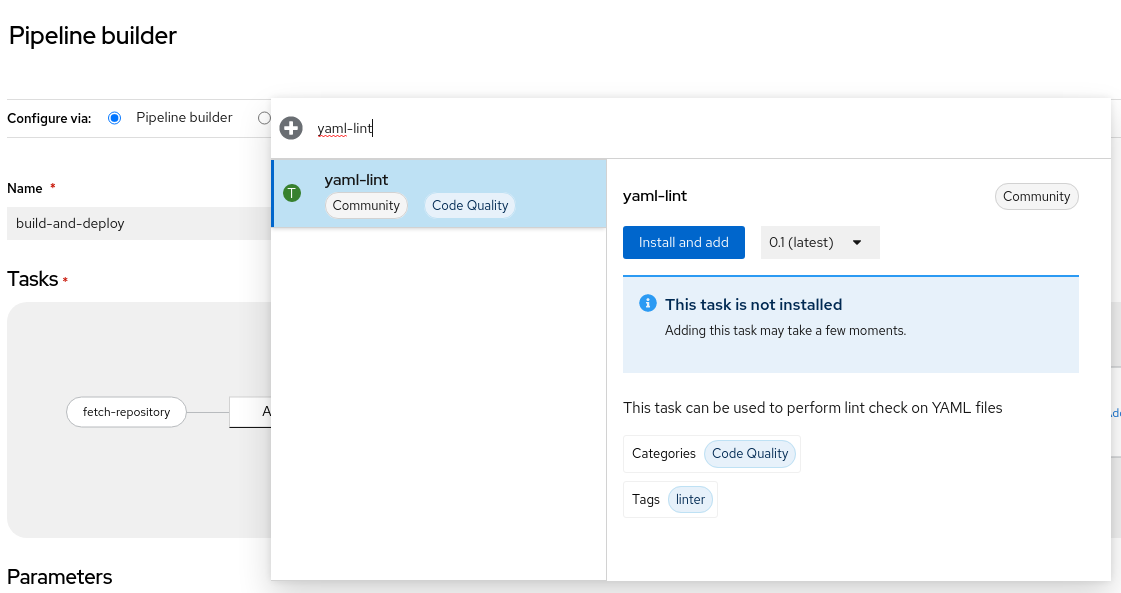 Pipeline builder
Configure via:
Pipeline builder
Name *
build-and-deploy
Tasks *
fetch-repository
A
Parameters
yaml-lint
T
yaml-lint
Community
Code Quality
yaml-lint
Community
Install and add
0.1 (latest)
This task is not installed
Adding this task may take a few moments.
This task can be used to perform lint check on YAML files
Categories
Code Quality
Tags
linter